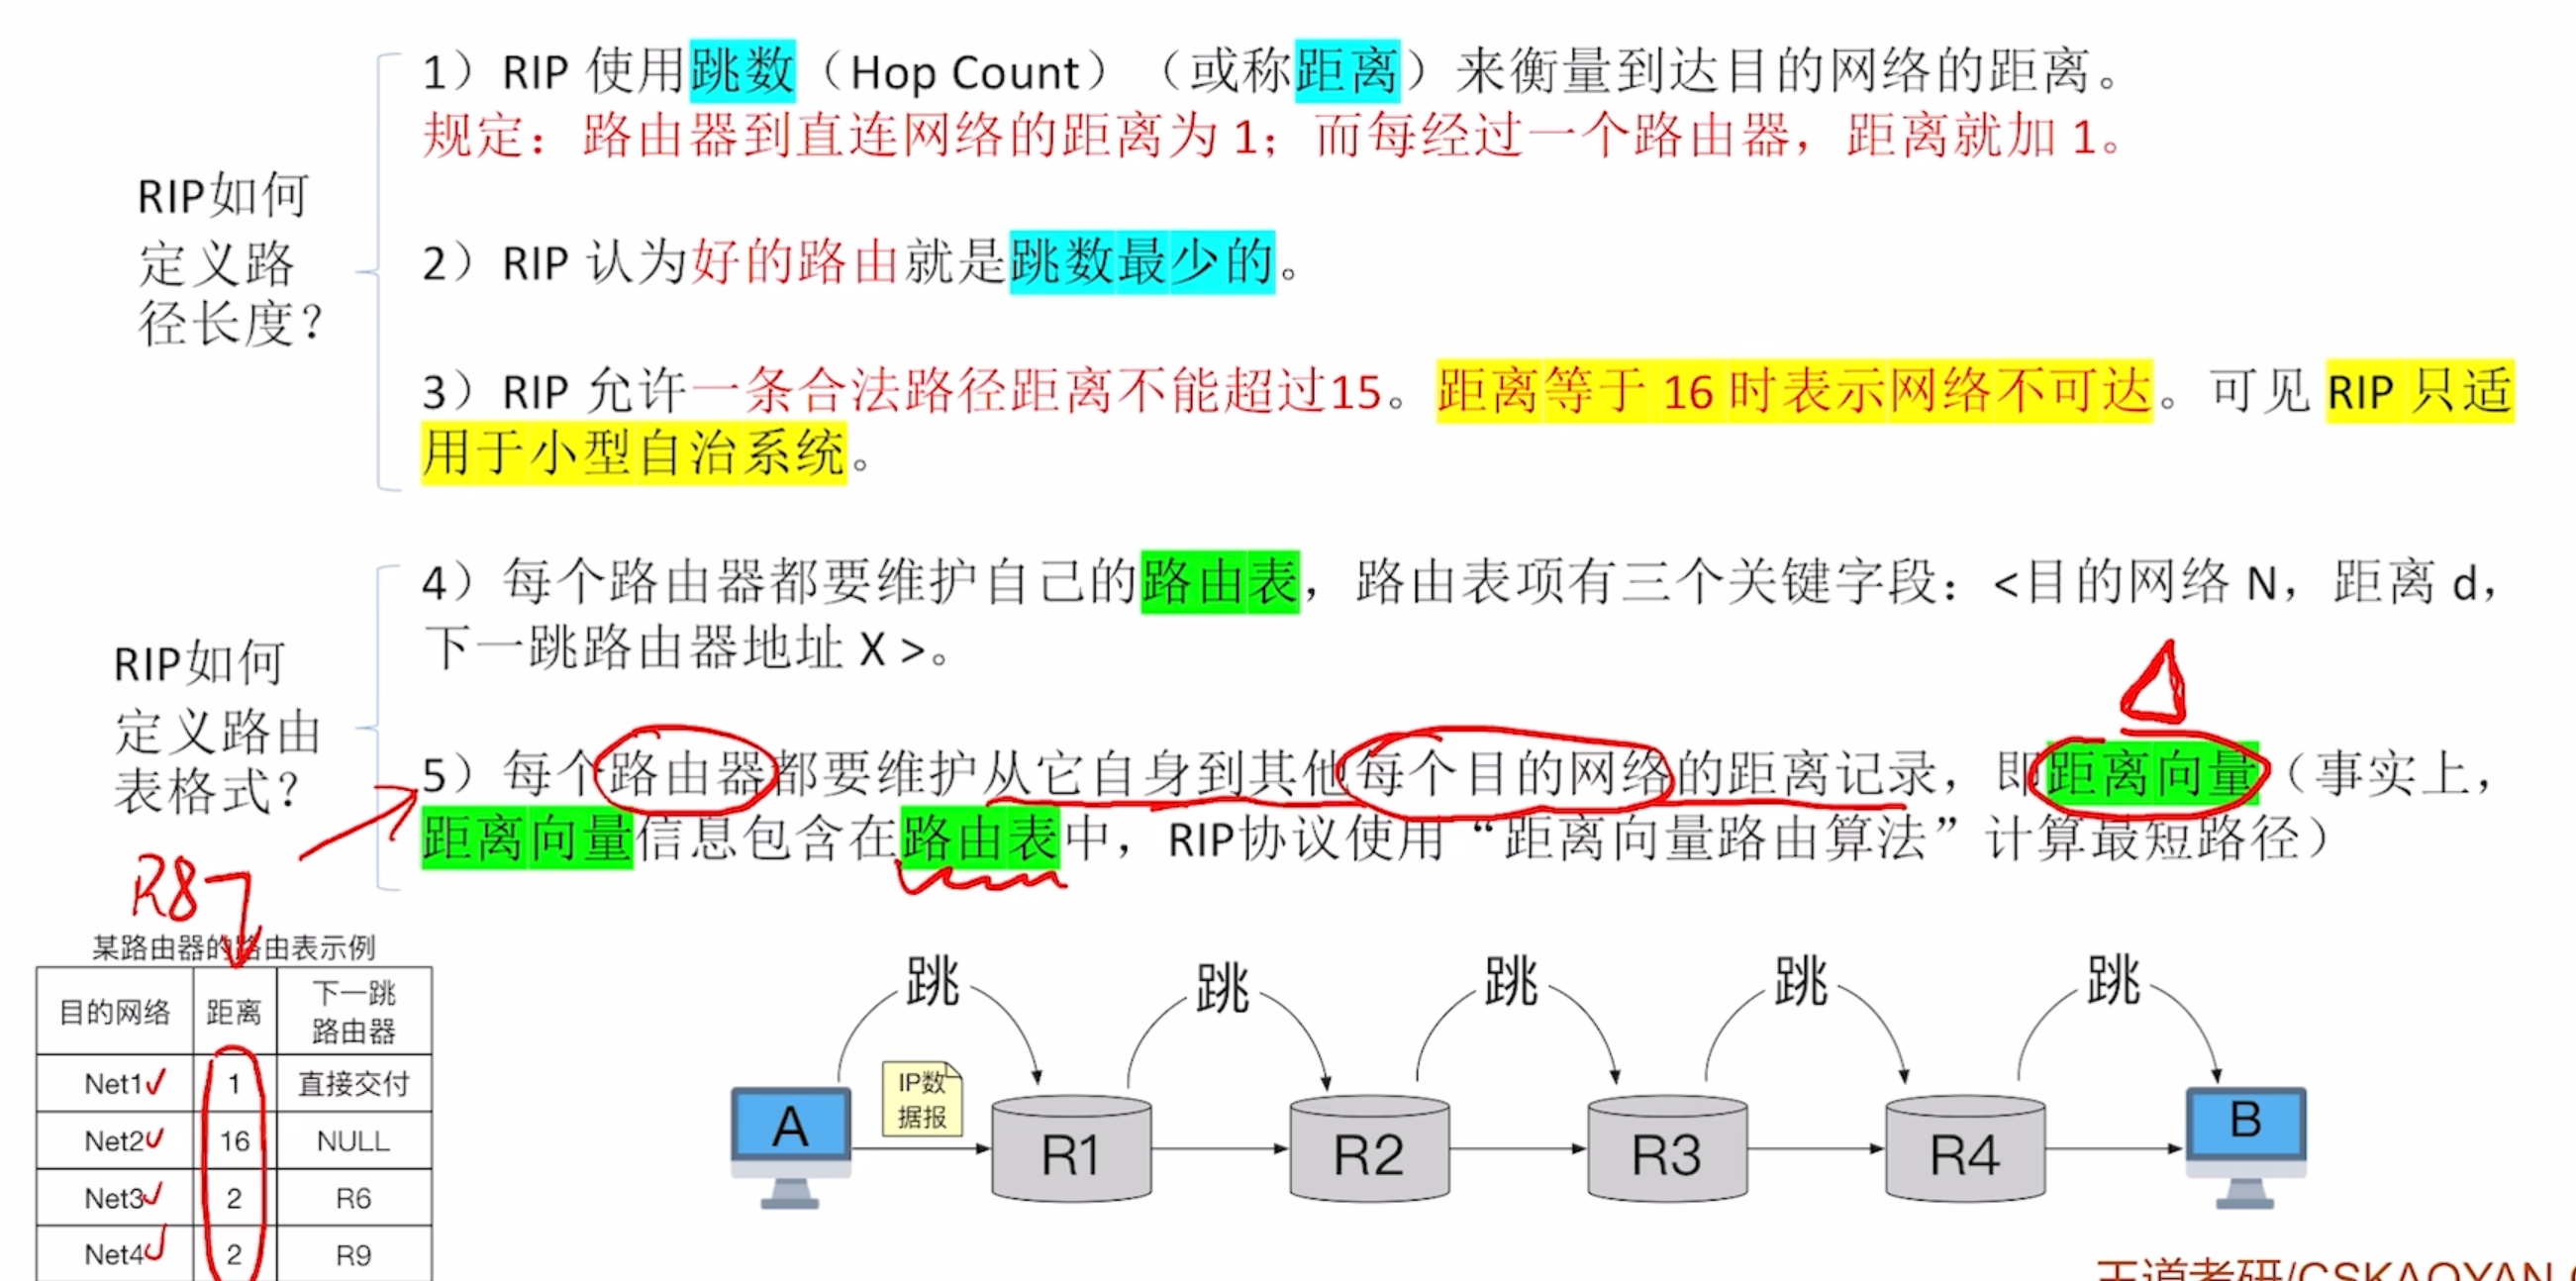 1）RIP 使用跳数（Hop Count）（或称距离）来衡量到达目的网络的距离。
规定：路由器到直连网络的距离为 1；而每经过一个路由器，距离就加 1。
RIP如何
定义路
径长度？
2）RIP 认为好的路由就是跳数最少的。
3）RIP 允许一条合法路径距离不能超过15。距离等于 16 时表示网络不可达。可见 RIP 只适
用于小型自治系统。
4）每个路由器都要维护自己的路由表，路由表项有三个关键字段：<目的网络 N，距离 d，
下一跳路由器地址 X >。
RIP如何
定义路由
表格式？
5）每个路由器都要维护从它自身到其他每个目的网络的距离记录，即距离向量（事实上，
距离向量信息包含在路由表中，RIP协议使用“距离向量路由算法”计算最短路径）
R8
某路由器的路由表示例
目的网络 距离 下一跳
路由器
Net1 1 直接交付
Net2 16 NULL
Net3 2 R6
Net4 2 R9
跳 跳 跳 跳 跳
IP数
据报
A R1 R2 R3 R4 B
王道考研/CSKAOYAN